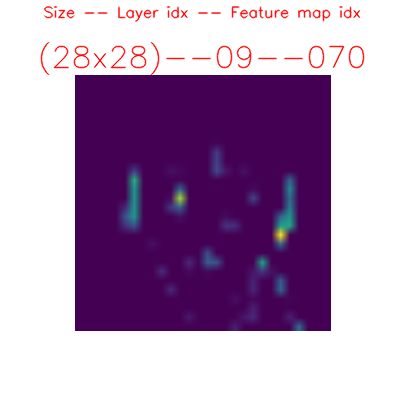 Size -- Layer idx -- Feature map idx
(28x28)--09--070